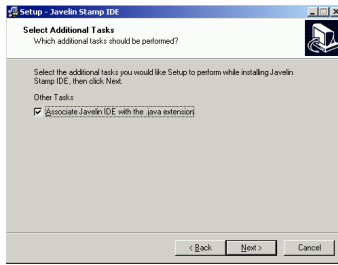 Setup - Javelin Stamp IDE
Select Additional Tasks
Which additional tasks should be performed?
Select the additional tasks you would like Setup to perform while installing Javelin
Stamp IDE, then click Next.
Other Tasks
Associate Javelin IDE with the .java extension
< Back Next > Cancel